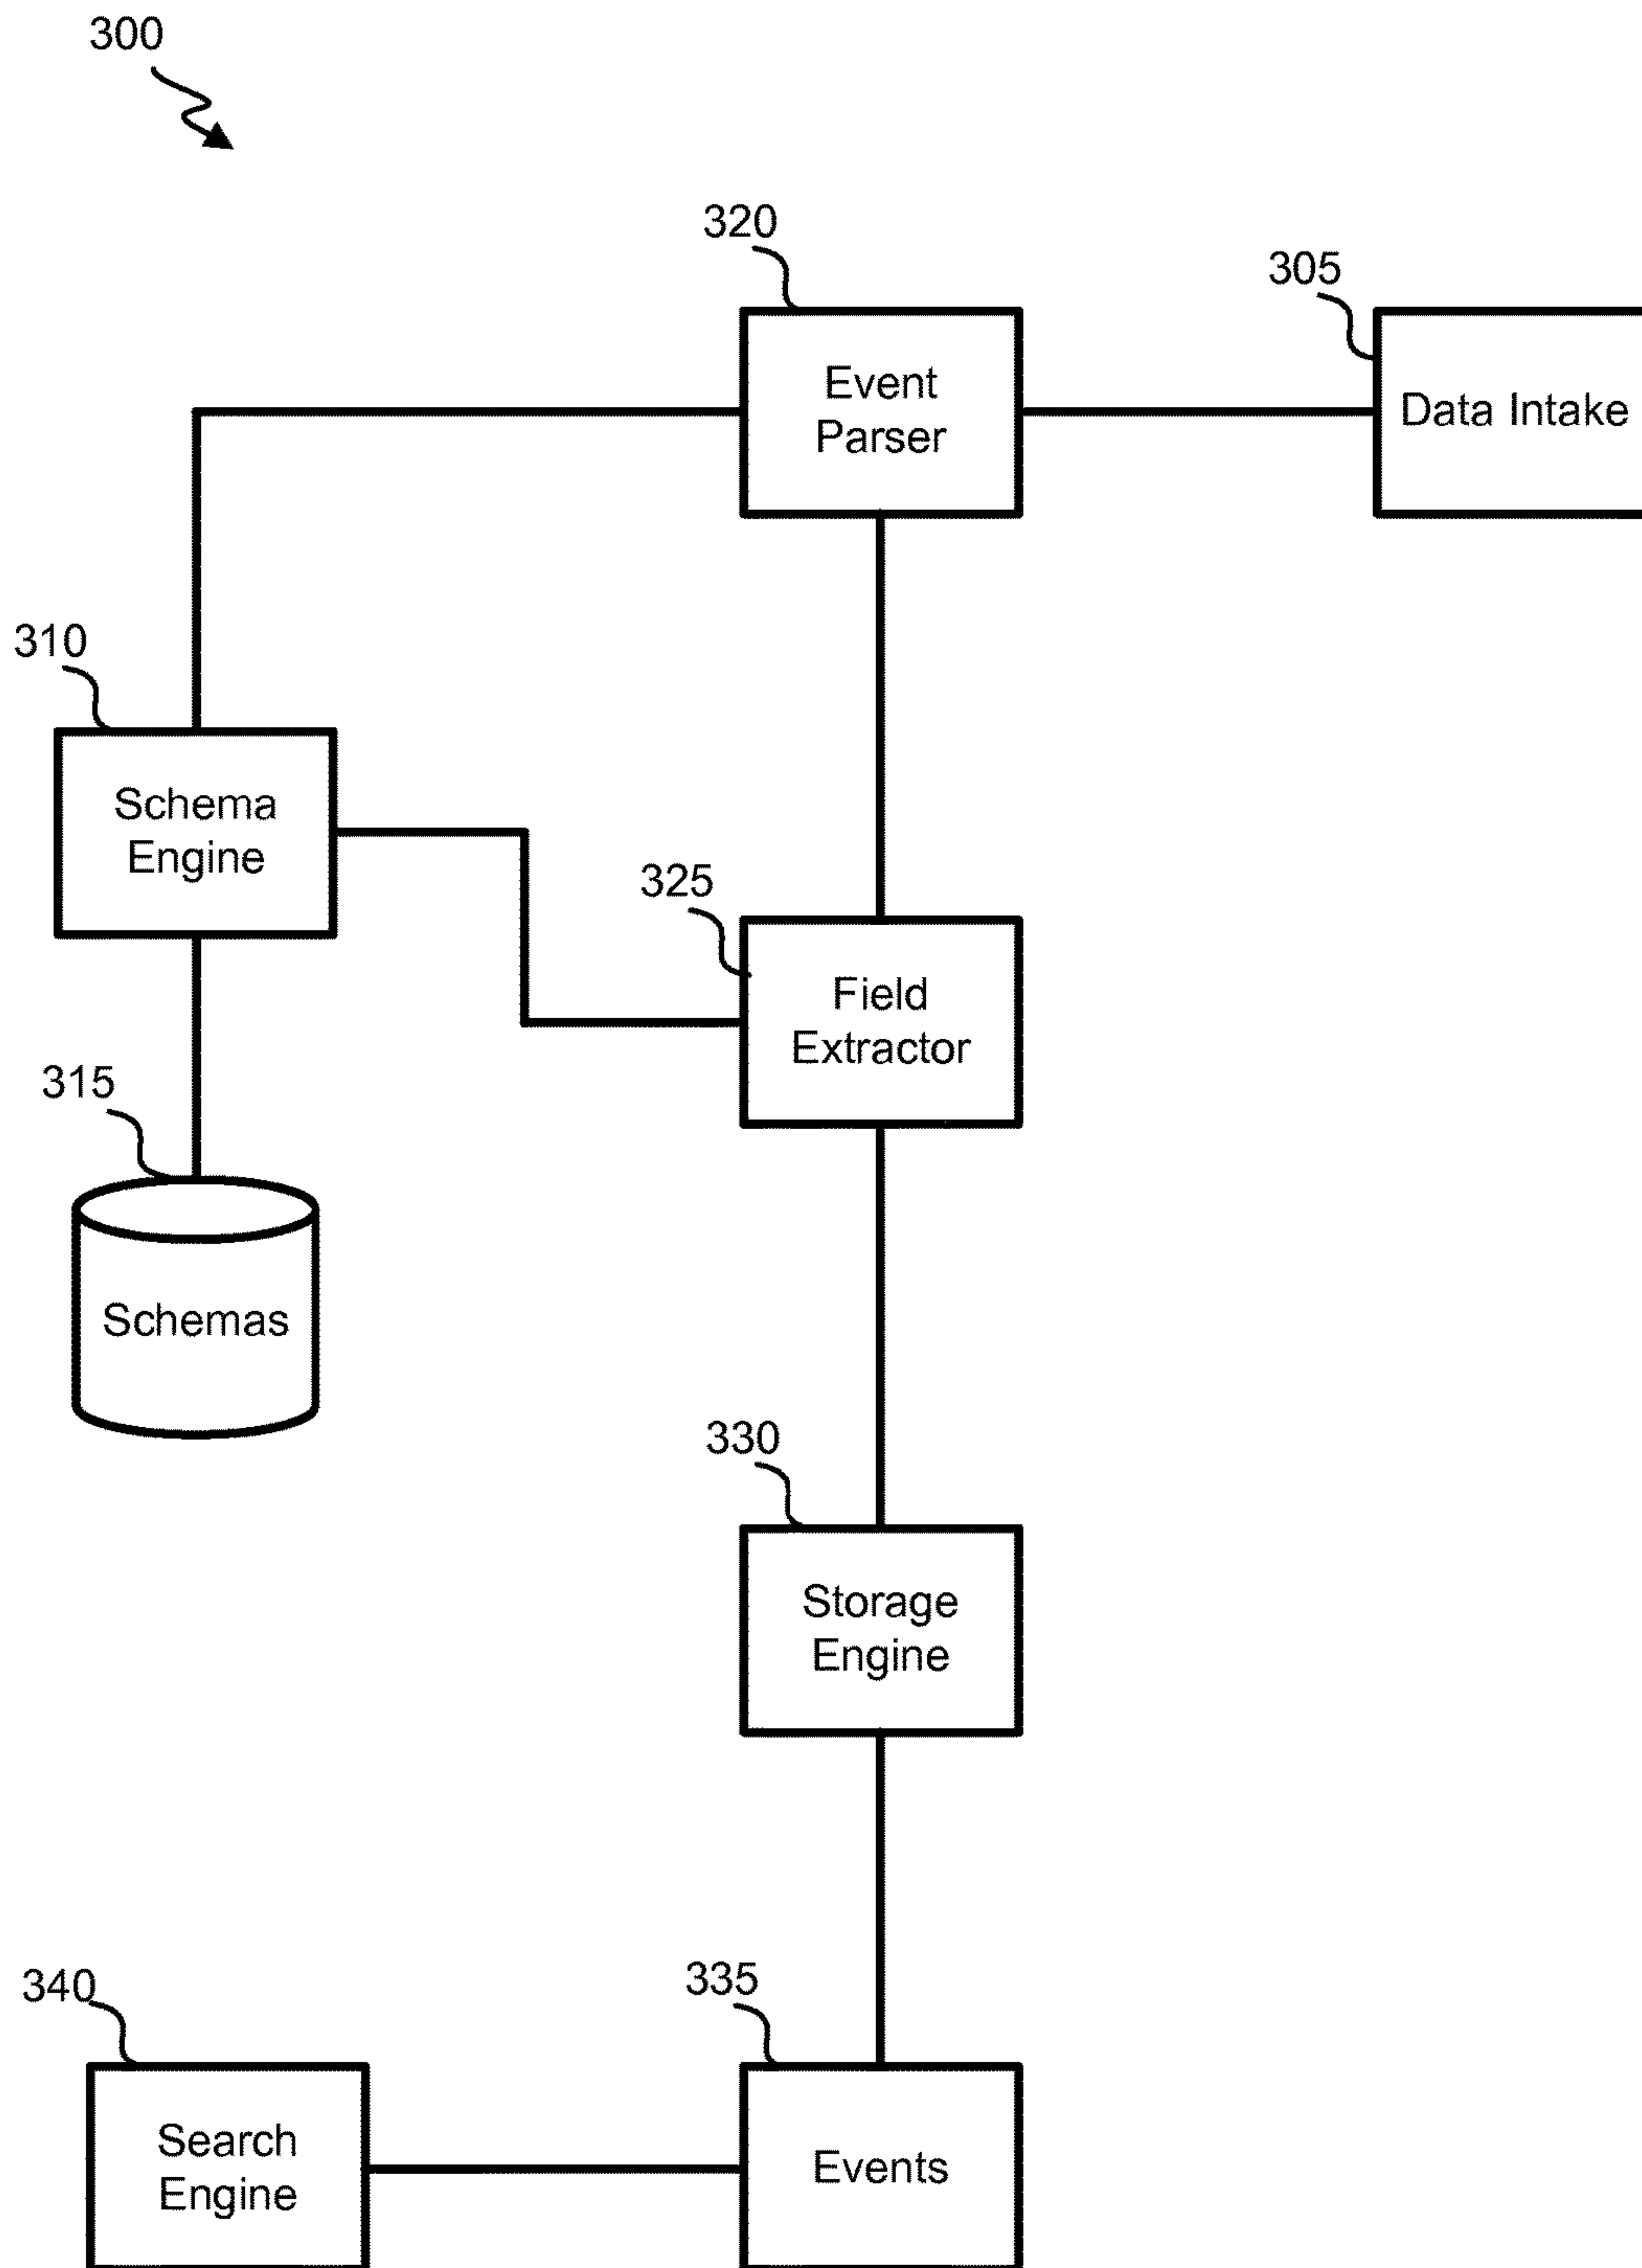 300
320
305
Event
Parser
Data Intake
310
Schema
Engine
325
Field
Extractor
315
Schemas
330
Storage
Engine
340
335
Search
Engine
Events